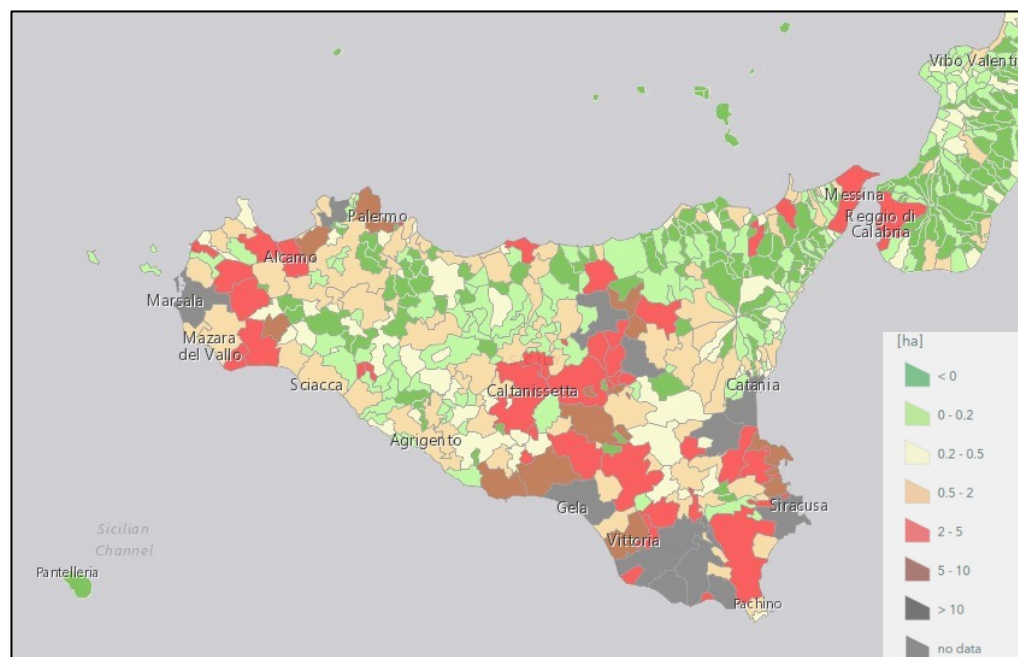 Vibo Valenti
Messina
Reggio di
Calabria
Palermo
Alcamo
Marsala
Mazara
del Vallo
Sciacca
Caltanissetta
Catania
Agrigento
Gela
Siracusa
Vittoria
Sicilian
Channel
Pantelleria
Pachino
[ha]
< 0
0 - 0.2
0.2 - 0.5
0.5 - 2
2 - 5
5 - 10
> 10
no data